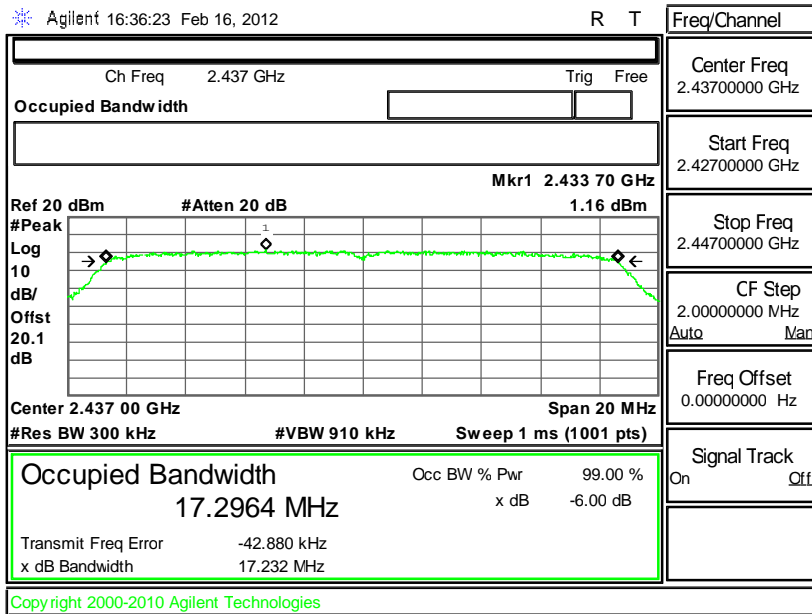 Agilent 16:36:23 Feb 16, 2012 R T
Freq/Channel
Ch Freq 2.437 GHz Trig Free
Occupied Bandwidth
Center Freq
2.43700000 GHz
Start Freq
2.42700000 GHz
Stop Freq
2.44700000 GHz
CF Step
2.00000000 MHz
Auto Man
Freq Offset
0.00000000 Hz
Signal Track
On Off
Mkr1 2.433 70 GHz
Ref 20 dBm #Atten 20 dB 1.16 dBm
#Peak
Log
10
dB/
Offst
20.1
dB
1
Center 2.437 00 GHz Span 20 MHz
#Res BW 300 kHz #VBW 910 kHz Sweep 1 ms (1001 pts)
Occupied Bandwidth
17.2964 MHz
Occ BW % Pwr 99.00 %
x dB -6.00 dB
Transmit Freq Error -42.880 kHz
x dB Bandwidth 17.232 MHz
Copyright 2000-2010 Agilent Technologies